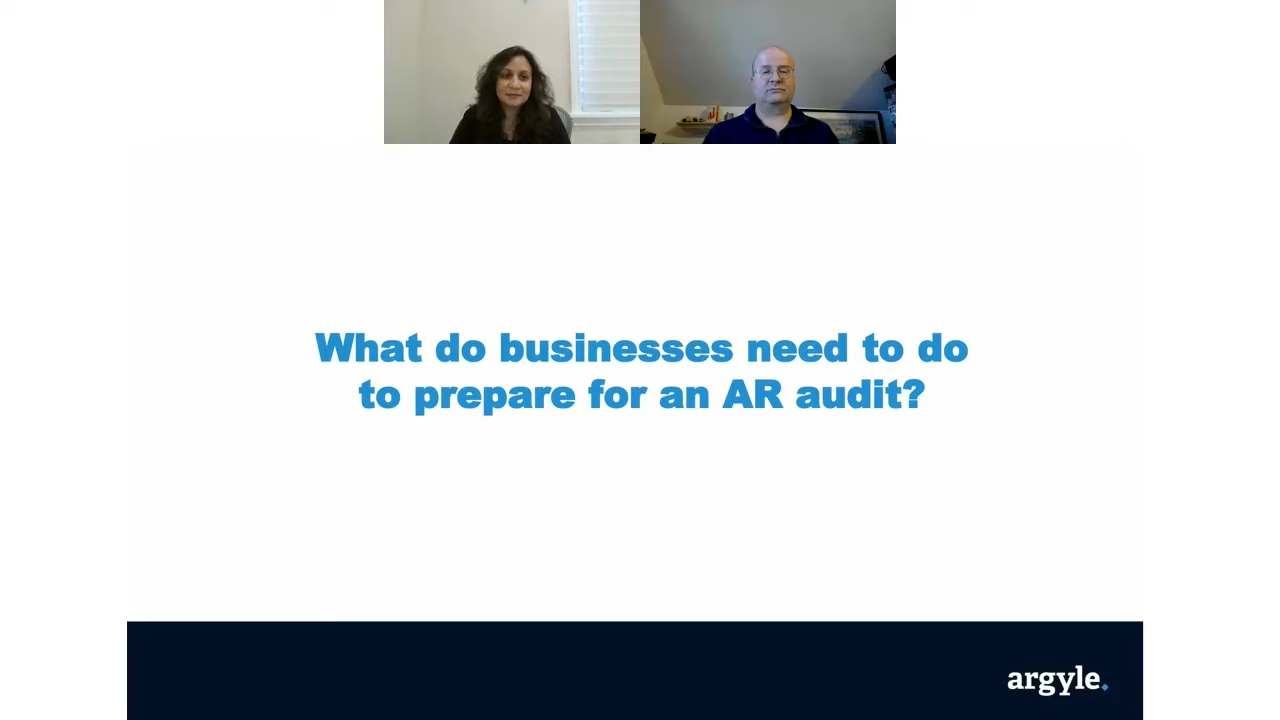 What do businesses need to do
to prepare for an AR audit?
argyle.